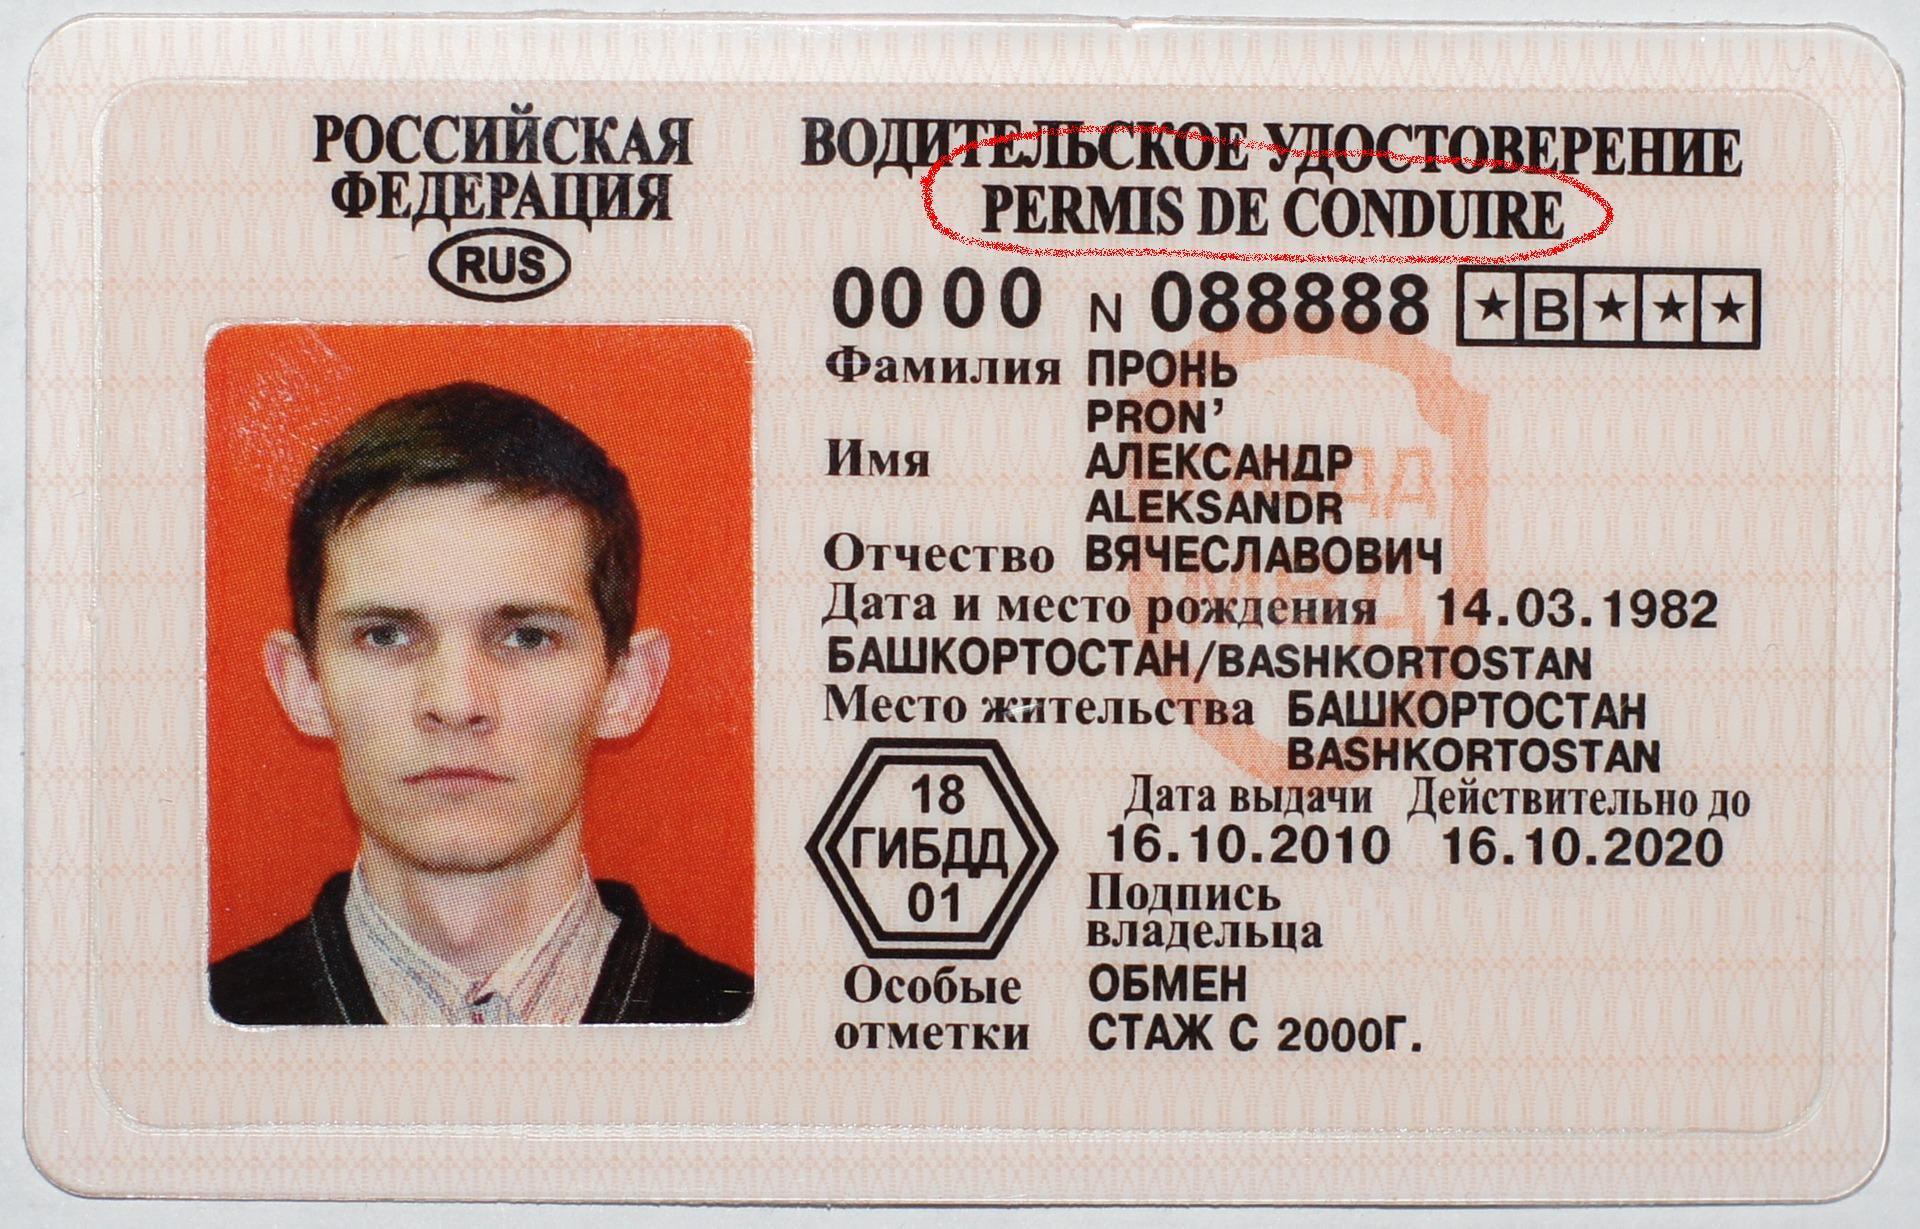 РОССИЙСКАЯ
ФЕДЕРАЦИЯ
RUS
ВОДИТЕЛЬСКОЕ УДОСТОВЕРЕНИЕ
PERMIS DE CONDUIRE
0000 N 088888 ★ B ★ ★ ★
Фамилия ПРОНЬ
PRON’
Имя АЛЕКСАНДР
ALEKSANDR
Отчество ВЯЧЕСЛАВОВИЧ
Дата и место рождения 14.03.1982
БАШКОРТОСТАН/BASHKORTOSTAN
Место жительства БАШКОРТОСТАН
BASHKORTOSTAN
Дата выдачи Действительно до
16.10.2010 16.10.2020
18
ГИБДД
01
Подпись
владельца
Особые отметки
ОБМЕН
СТАЖ С 2000Г.